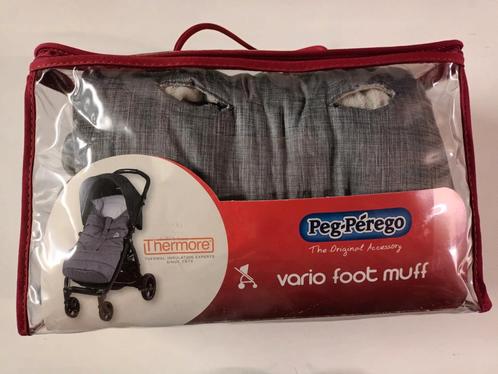 Thermore®
THERMAL INSULATION EXPERTS
SINCE 1972
Peg-Pérego
The Original Accessory
vario foot muff